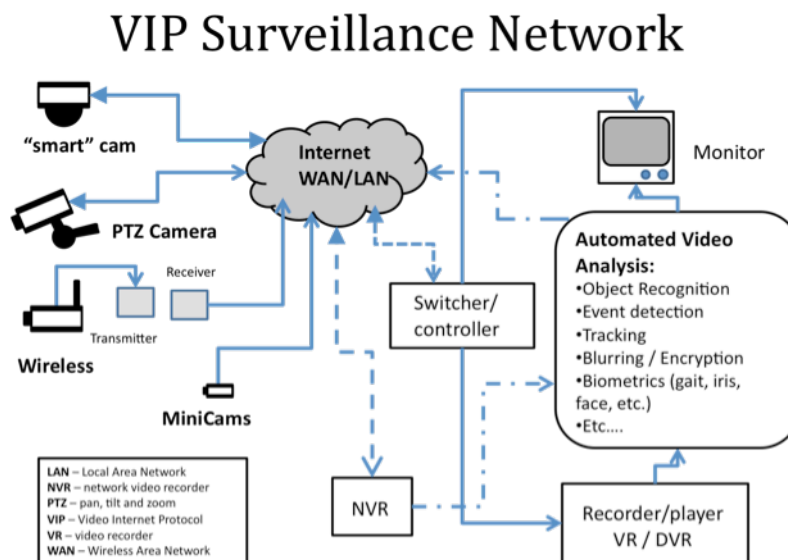 VIP Surveillance Network
“smart” cam
Internet
WAN/LAN
Monitor
PTZ Camera
Automated Video
Analysis:
•Object Recognition
•Event detection
•Tracking
•Blurring / Encryption
•Biometrics (gait, iris,
face, etc.)
•Etc....
Receiver
Transmitter
Wireless
Switcher/
controller
MiniCams
LAN – Local Area Network
NVR – network video recorder
PTZ – pan, tilt and zoom
VIP – Video Internet Protocol
VR – video recorder
WAN – Wireless Area Network
NVR
Recorder/player
VR / DVR